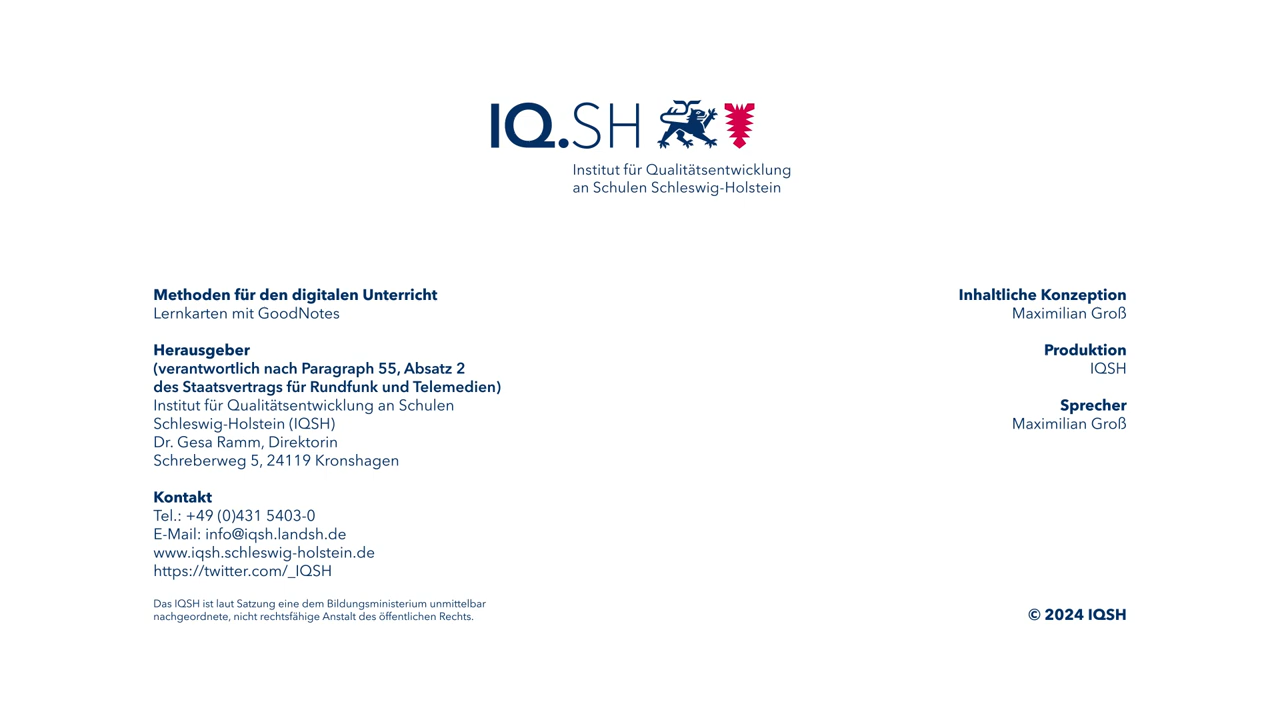 IQ.SH
Institut für Qualitätsentwicklung
an Schulen Schleswig-Holstein
Methoden für den digitalen Unterricht
Lernkarten mit GoodNotes
Herausgeber
(verantwortlich nach Paragraph 55, Absatz 2
des Staatsvertrags für Rundfunk und Telemedien)
Institut für Qualitätsentwicklung an Schulen
Schleswig-Holstein (IQSH)
Dr. Gesa Ramm, Direktorin
Schreberweg 5, 24119 Kronshagen
Kontakt
Tel.: +49 (0)431 5403-0
E-Mail: info@iqsh.landsh.de
www.iqsh.schleswig-holstein.de
https://twitter.com/_IQSH
Das IQSH ist laut Satzung eine dem Bildungsministerium unmittelbar
nachgeordnete, nicht rechtsfähige Anstalt des öffentlichen Rechts.
Inhaltliche Konzeption
Maximilian Groß
Produktion
IQSH
Sprecher
Maximilian Groß
© 2024 IQSH